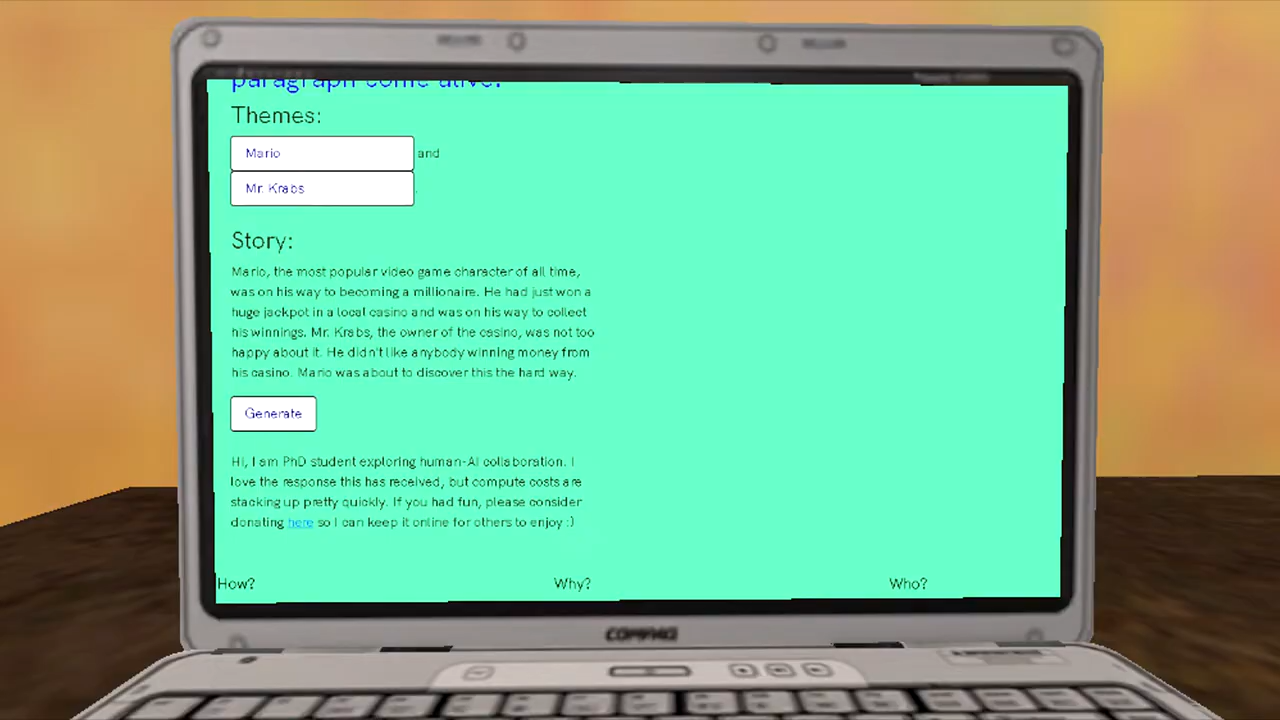 paragraph come alive.
Themes:
Mario and
Mr. Krabs .
Story:
Mario, the most popular video game character of all time,
was on his way to becoming a millionaire. He had just won a
huge jackpot in a local casino and was on his way to collect
his winnings. Mr. Krabs, the owner of the casino, was not too
happy about it. He didn't like anybody winning money from
his casino. Mario was about to discover this the hard way.
Generate
Hi, I am PhD student exploring human-AI collaboration. I
love the response this has received, but compute costs are
stacking up pretty quickly. If you had fun, please consider
donating here so I can keep it online for others to enjoy :)
How? Why? Who?
COMPAQ